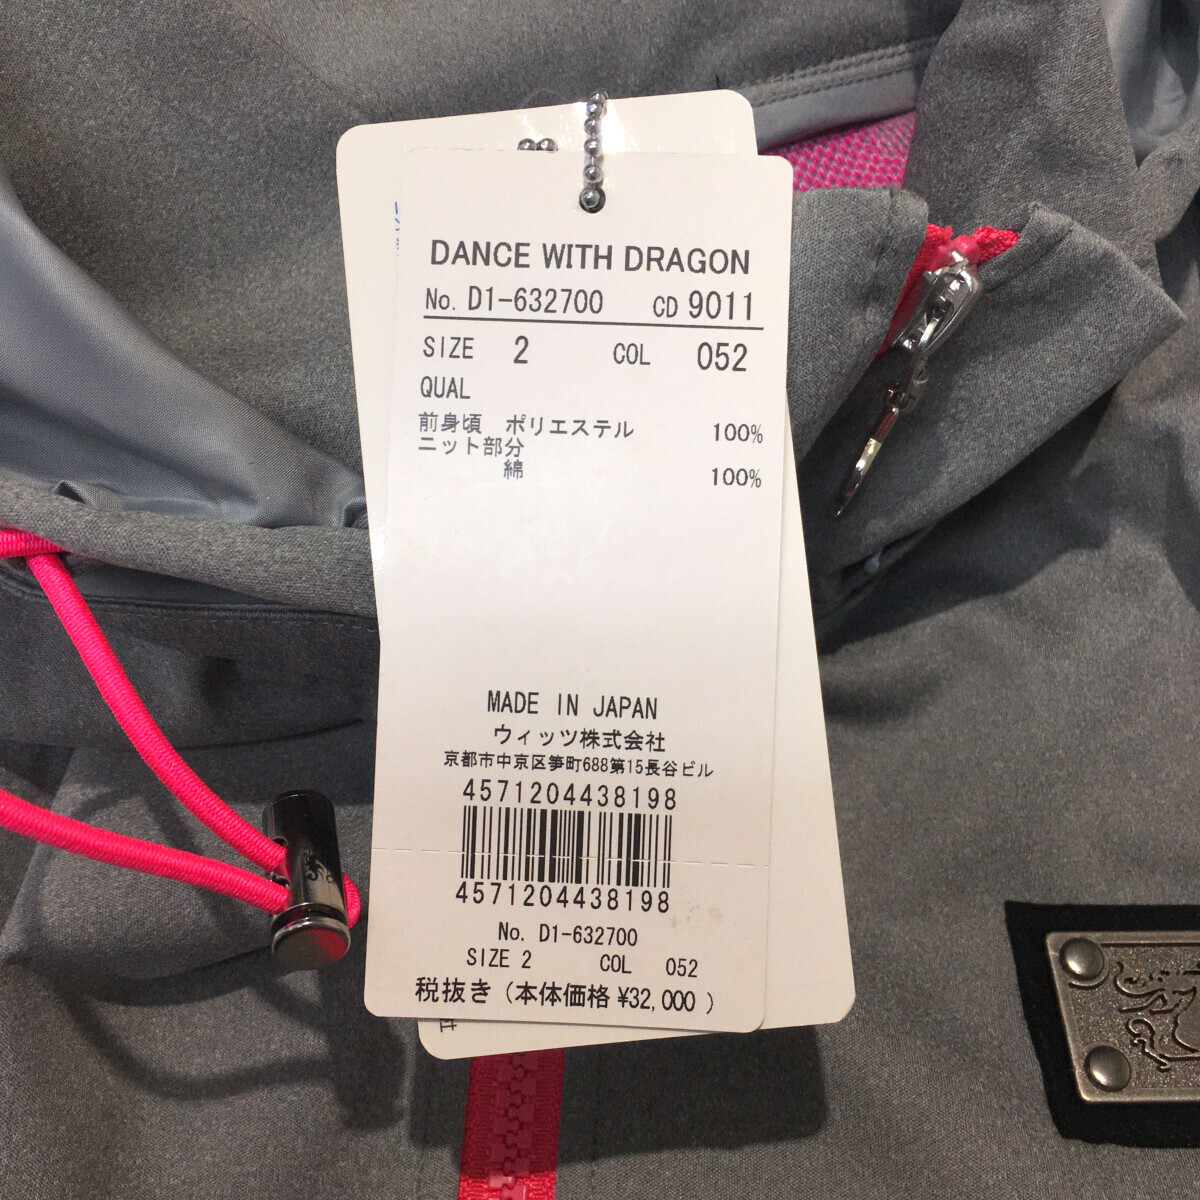 DANCE WITH DRAGON
No. D1-632700 CD 9011
SIZE 2 COL 052
QUAL
前身頃 ポリエステル 100%
ニット部分
綿 100%
MADE IN JAPAN
ウィッツ株式会社
京都市中京区笋町688第15長谷ビル
4571204438198
4571204438198
No. D1-632700
SIZE 2 COL 052
税抜き(本体価格 ¥32,000 )
社